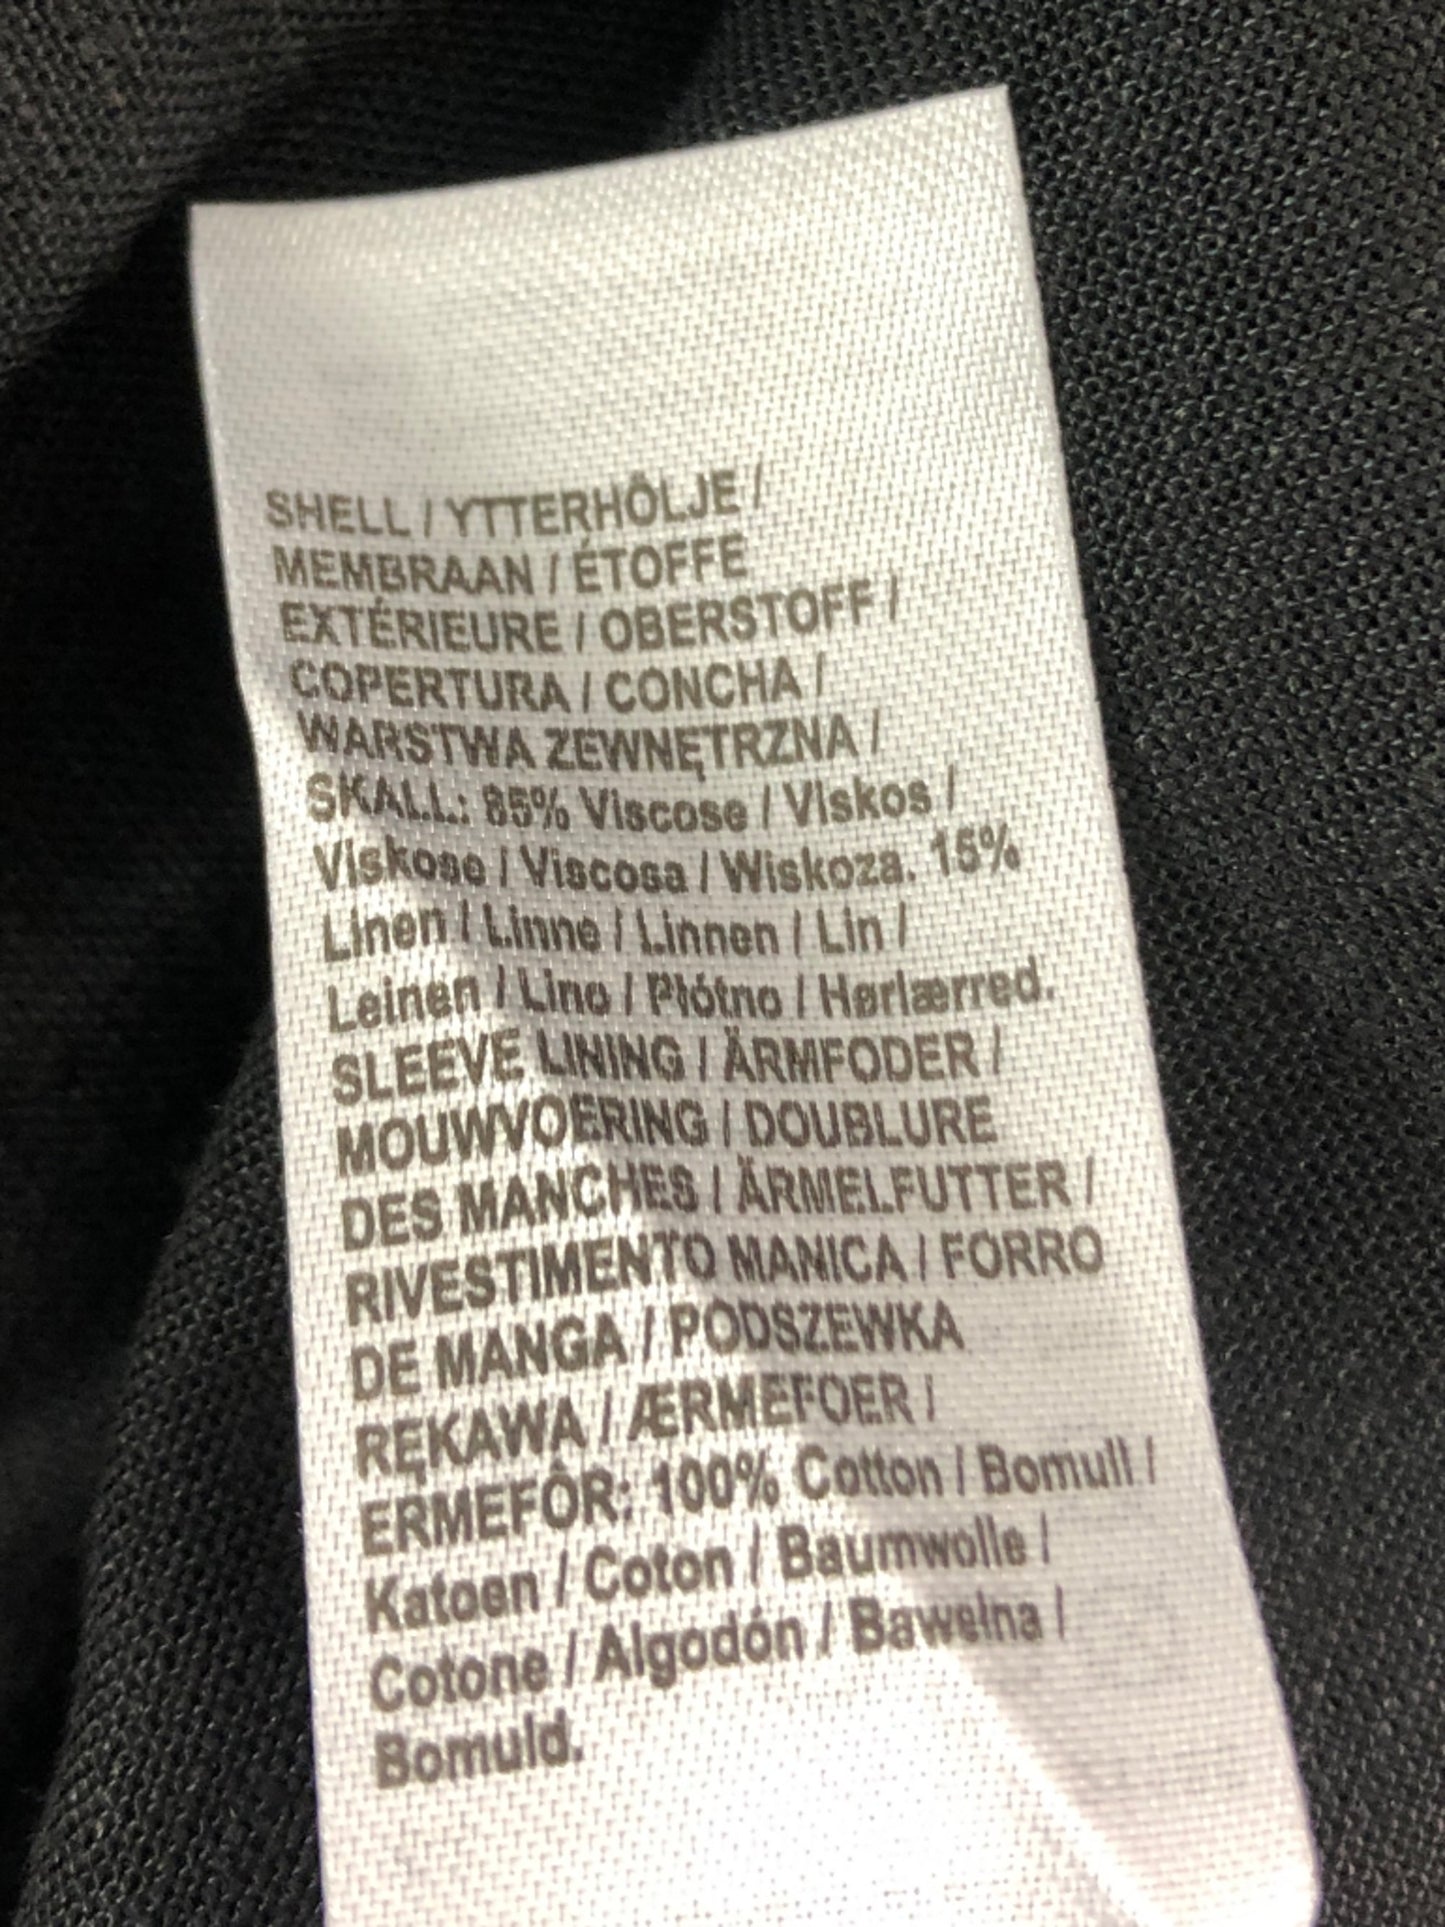 SHELL / YTTERHÔLJE /
MEMBRAAN / ÉTOFFE
EXTÉRIEURE / OBERSTOFF /
COPERTURA / CONCHA /
WARSTWA ZEWNĘTRZNA /
SKALL: 85% Viscose / Viskos /
Viskose / Viscosa / Wiskoza. 15%
Linen / Linne / Linnen / Lin /
Leinen / Lino / Płótno / Hørlærred.
SLEEVE LINING / ÄRMFODER /
MOUWVOERING / DOUBLURE
DES MANCHES / ÄRMELFUTTER /
RIVESTIMENTO MANICA / FORRO
DE MANGA / PODSZEWKA
RĘKAWA / ÆRMEFOER /
ERMEFÔR: 100% Cotton / Bomull /
Katoen / Coton / Baumwolle /
Cotone / Algodón / Bawełna /
Bomuld.